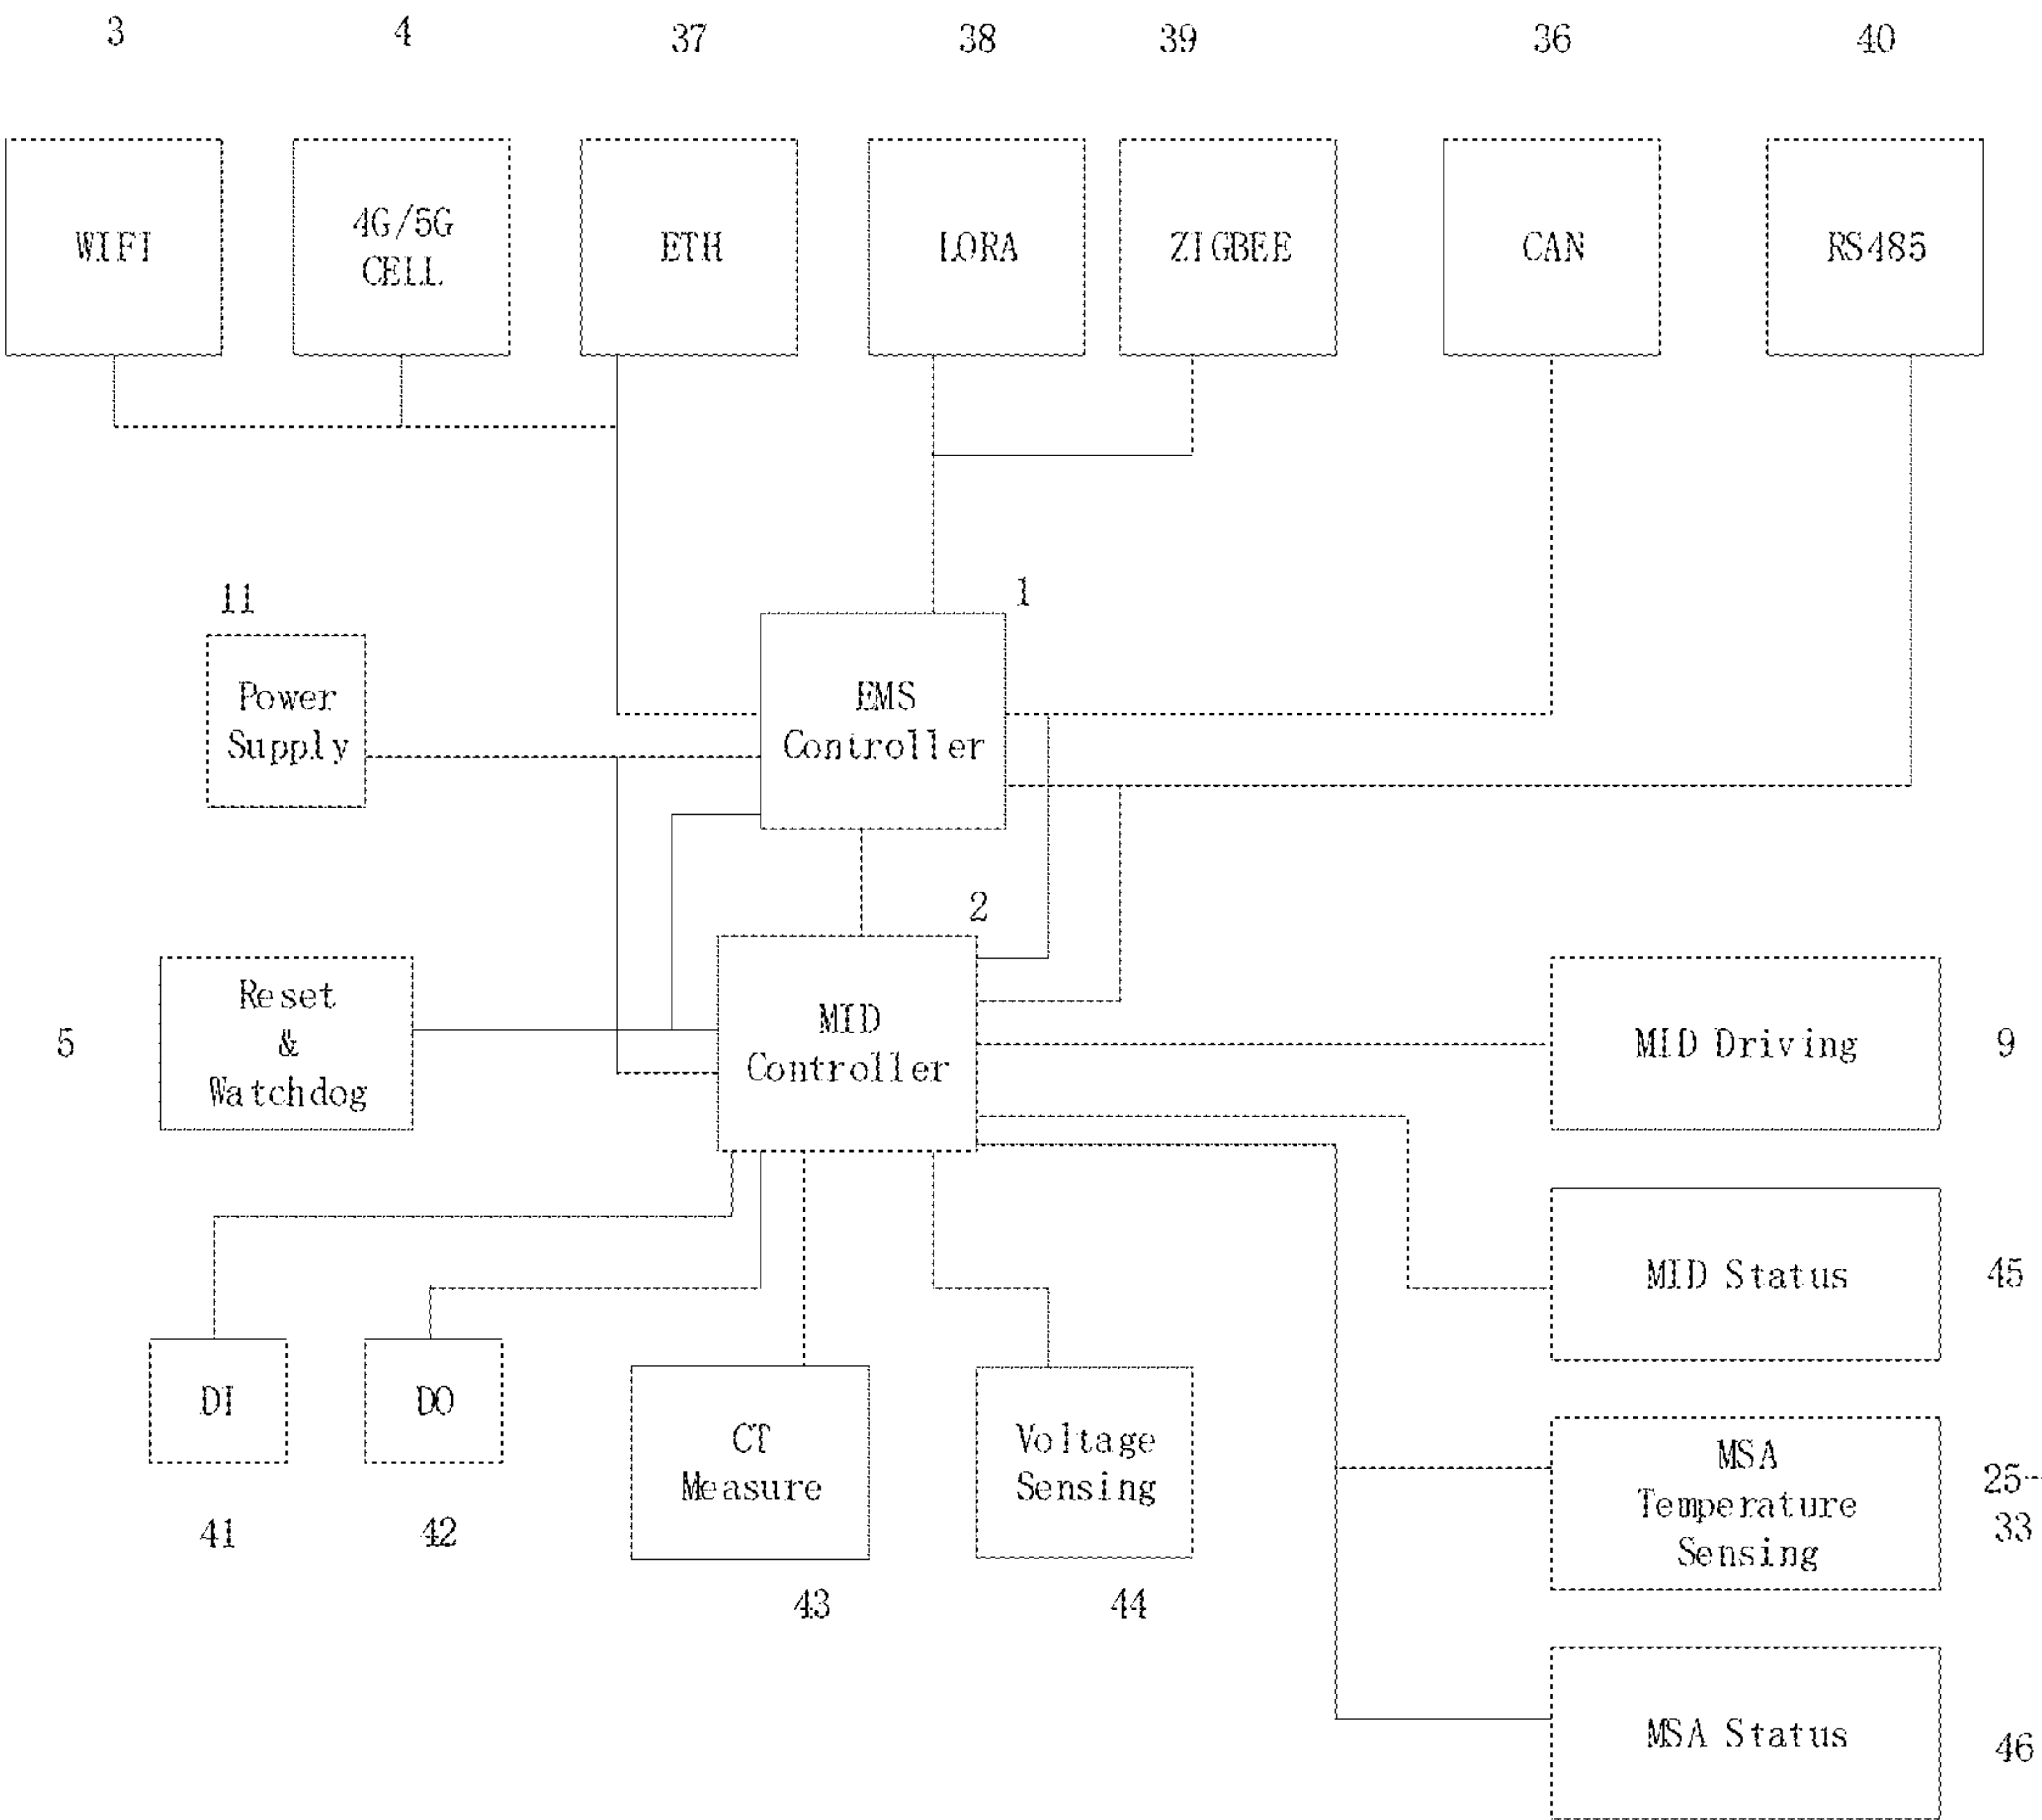 3 4 37 38 39 36 40
WIFI
4G/5G
CELL
ETH
LORA
ZIGBEE
CAN
RS485
11
Power
Supply
1
EMS
Controller
2
MID
Controller
5
Reset
&
Watchdog
MID Driving
9
MID Status
45
DI
41
DO
42
CT
Measure
43
Voltage
Sensing
44
MSA
Temperature
Sensing
25-
33
MSA Status
46